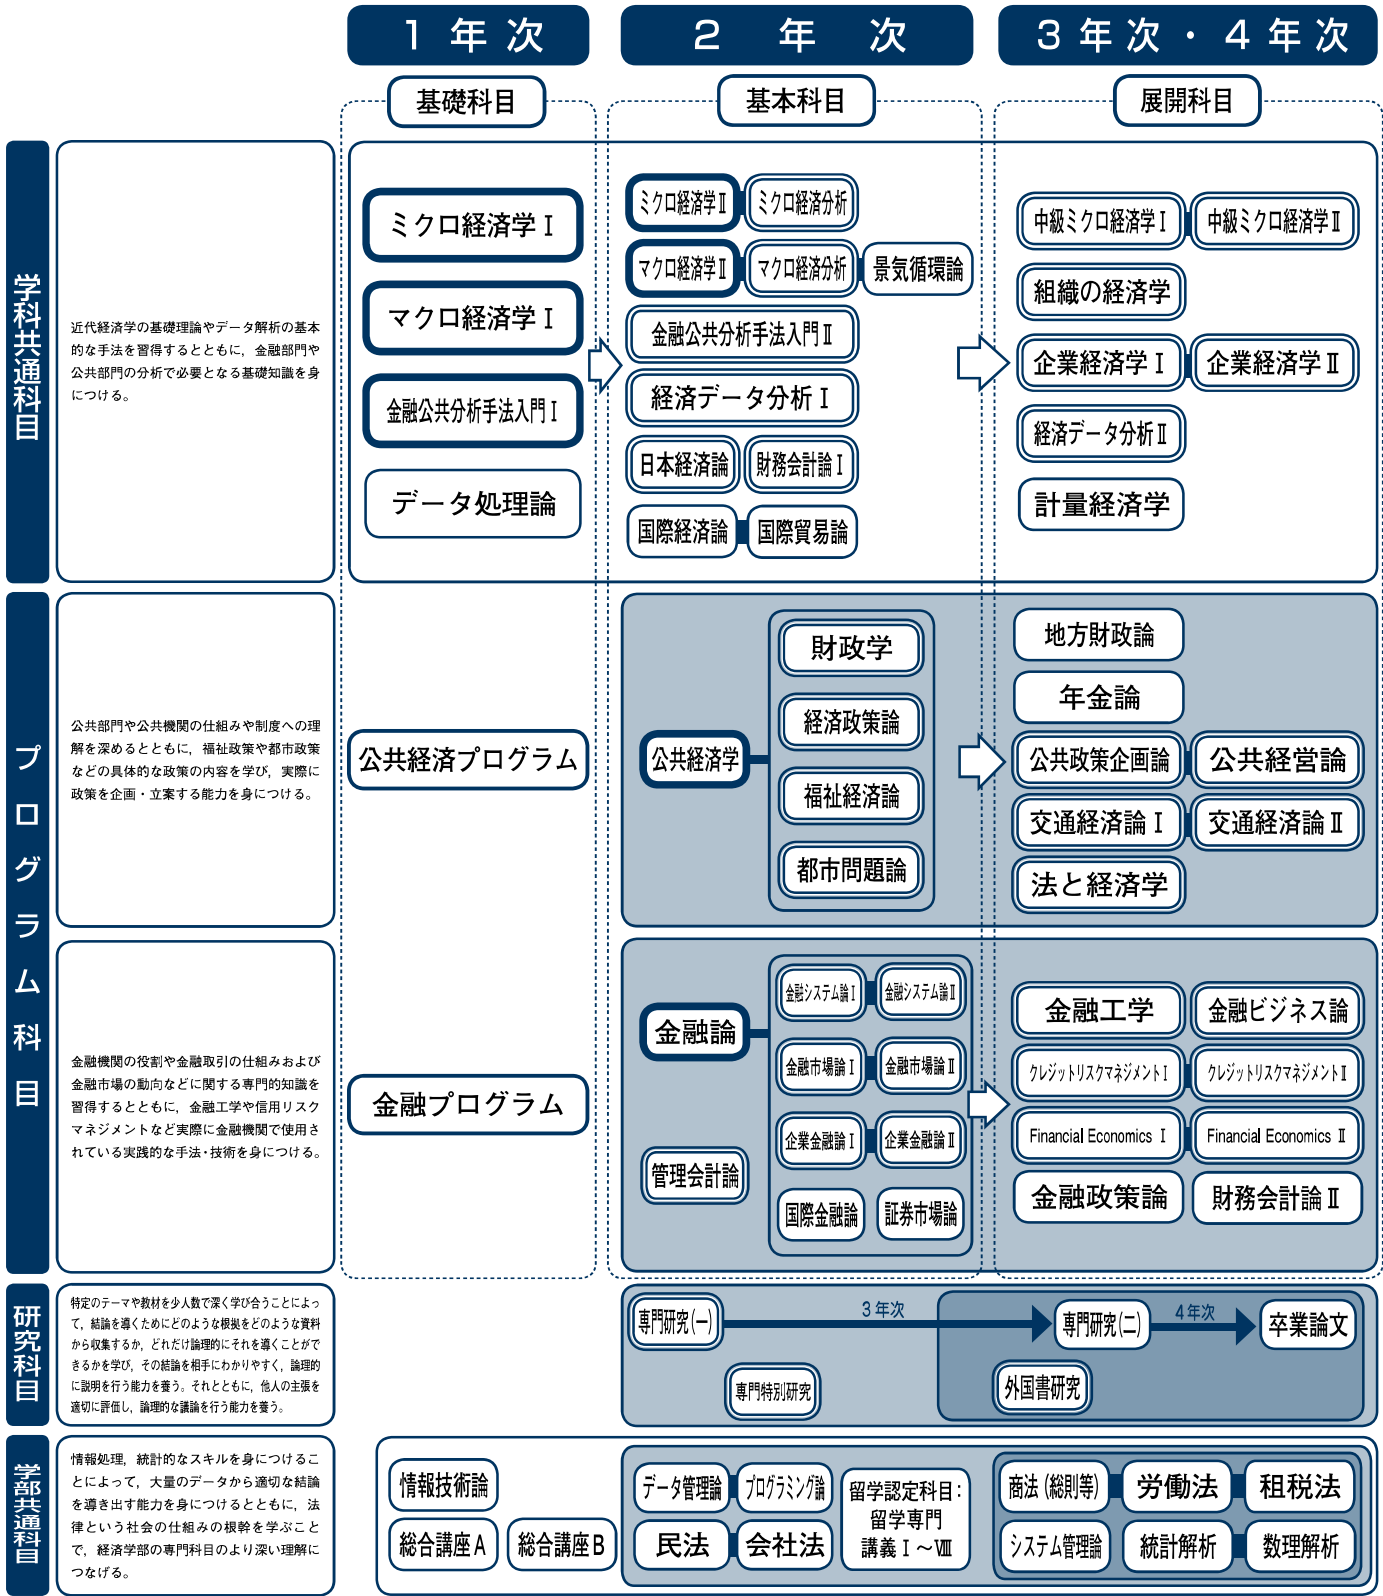 1年次
2年次
3年次・4年次
基礎科目
基本科目
展開科目
学科共通科目
近代経済学の基礎理論やデータ解析の基本
的な手法を習得するとともに，金融部門や
公共部門の分析で必要となる基礎知識を身
につける。
ミクロ経済学Ⅰ
マクロ経済学Ⅰ
金融公共分析手法入門Ⅰ
データ処理論
ミクロ経済学Ⅱ
ミクロ経済分析
マクロ経済学Ⅱ
マクロ経済分析
景気循環論
金融公共分析手法入門Ⅱ
経済データ分析Ⅰ
日本経済論
財務会計論Ⅰ
国際経済論
国際貿易論
中級ミクロ経済学Ⅰ
中級ミクロ経済学Ⅱ
組織の経済学
企業経済学Ⅰ
企業経済学Ⅱ
経済データ分析Ⅱ
計量経済学
プログラム科目
公共部門や公共機関の仕組みや制度への理
解を深めるとともに，福祉政策や都市政策
などの具体的な政策の内容を学び，実際に
政策を企画・立案する能力を身につける。
公共経済プログラム
公共経済学
財政学
経済政策論
福祉経済論
都市問題論
地方財政論
年金論
公共政策企画論
公共経営論
交通経済論Ⅰ
交通経済論Ⅱ
法と経済学
金融機関の役割や金融取引の仕組みおよび
金融市場の動向などに関する専門的知識を
習得するとともに，金融工学や信用リスク
マネジメントなど実際に金融機関で使用さ
れている実践的な手法・技術を身につける。
金融プログラム
金融論
管理会計論
金融システム論Ⅰ
金融システム論Ⅱ
金融市場論Ⅰ
金融市場論Ⅱ
企業金融論Ⅰ
企業金融論Ⅱ
国際金融論
証券市場論
金融工学
金融ビジネス論
クレジットリスクマネジメントⅠ
クレジットリスクマネジメントⅡ
Financial Economics Ⅰ
Financial Economics Ⅱ
金融政策論
財務会計論Ⅱ
研究科目
特定のテーマや教材を少人数で深く学び合うことによっ
て，結論を導くためにどのような根拠をどのような資料
から収集するか，どれだけ論理的にそれを導くことがで
きるかを学び，その結論を相手にわかりやすく，論理的
に説明を行う能力を養う。それとともに，他人の主張を
適切に評価し，論理的な議論を行う能力を養う。
専門研究(一)
3年次
専門研究(二)
4年次
卒業論文
専門特別研究
外国書研究
学部共通科目
情報処理，統計的なスキルを身につけるこ
とによって，大量のデータから適切な結論
を導き出す能力を身につけるとともに，法
律という社会の仕組みの根幹を学ぶこと
で，経済学部の専門科目のより深い理解に
つなげる。
情報技術論
総合講座A
総合講座B
データ管理論
プログラミング論
民法
会社法
留学認定科目：
留学専門
講義Ⅰ～Ⅷ
商法(総則等)
労働法
租税法
システム管理論
統計解析
数理解析